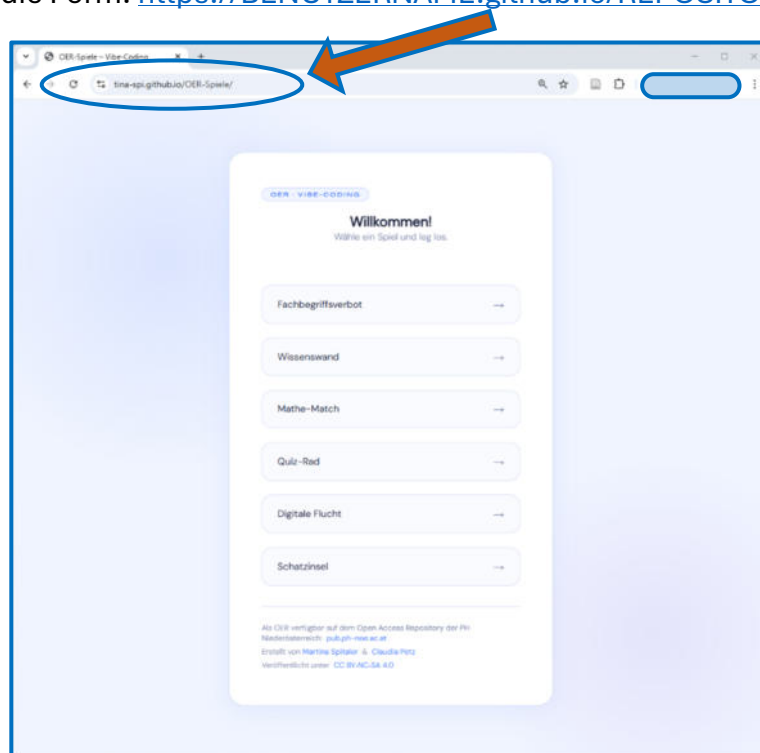 die Form: https://BENUTZERNAME.github.io/REPOSITO
OER-Spiele – Vibe-Coding
tina-spi.github.io/OER-Spiele/
OER · VIBE-CODING
Willkommen!
Wähle ein Spiel und leg los.
Fachbegriffsverbot →
Wissenswand →
Mathe-Match →
Quiz-Rad →
Digitale Flucht →
Schatzinsel →
Als OER verfügbar auf dem Open Access Repository der PH
Niederösterreich: pub.ph-noe.ac.at
Erstellt von Martina Spitaler & Claudia Petz
Veröffentlicht unter CC BY-NC-SA 4.0